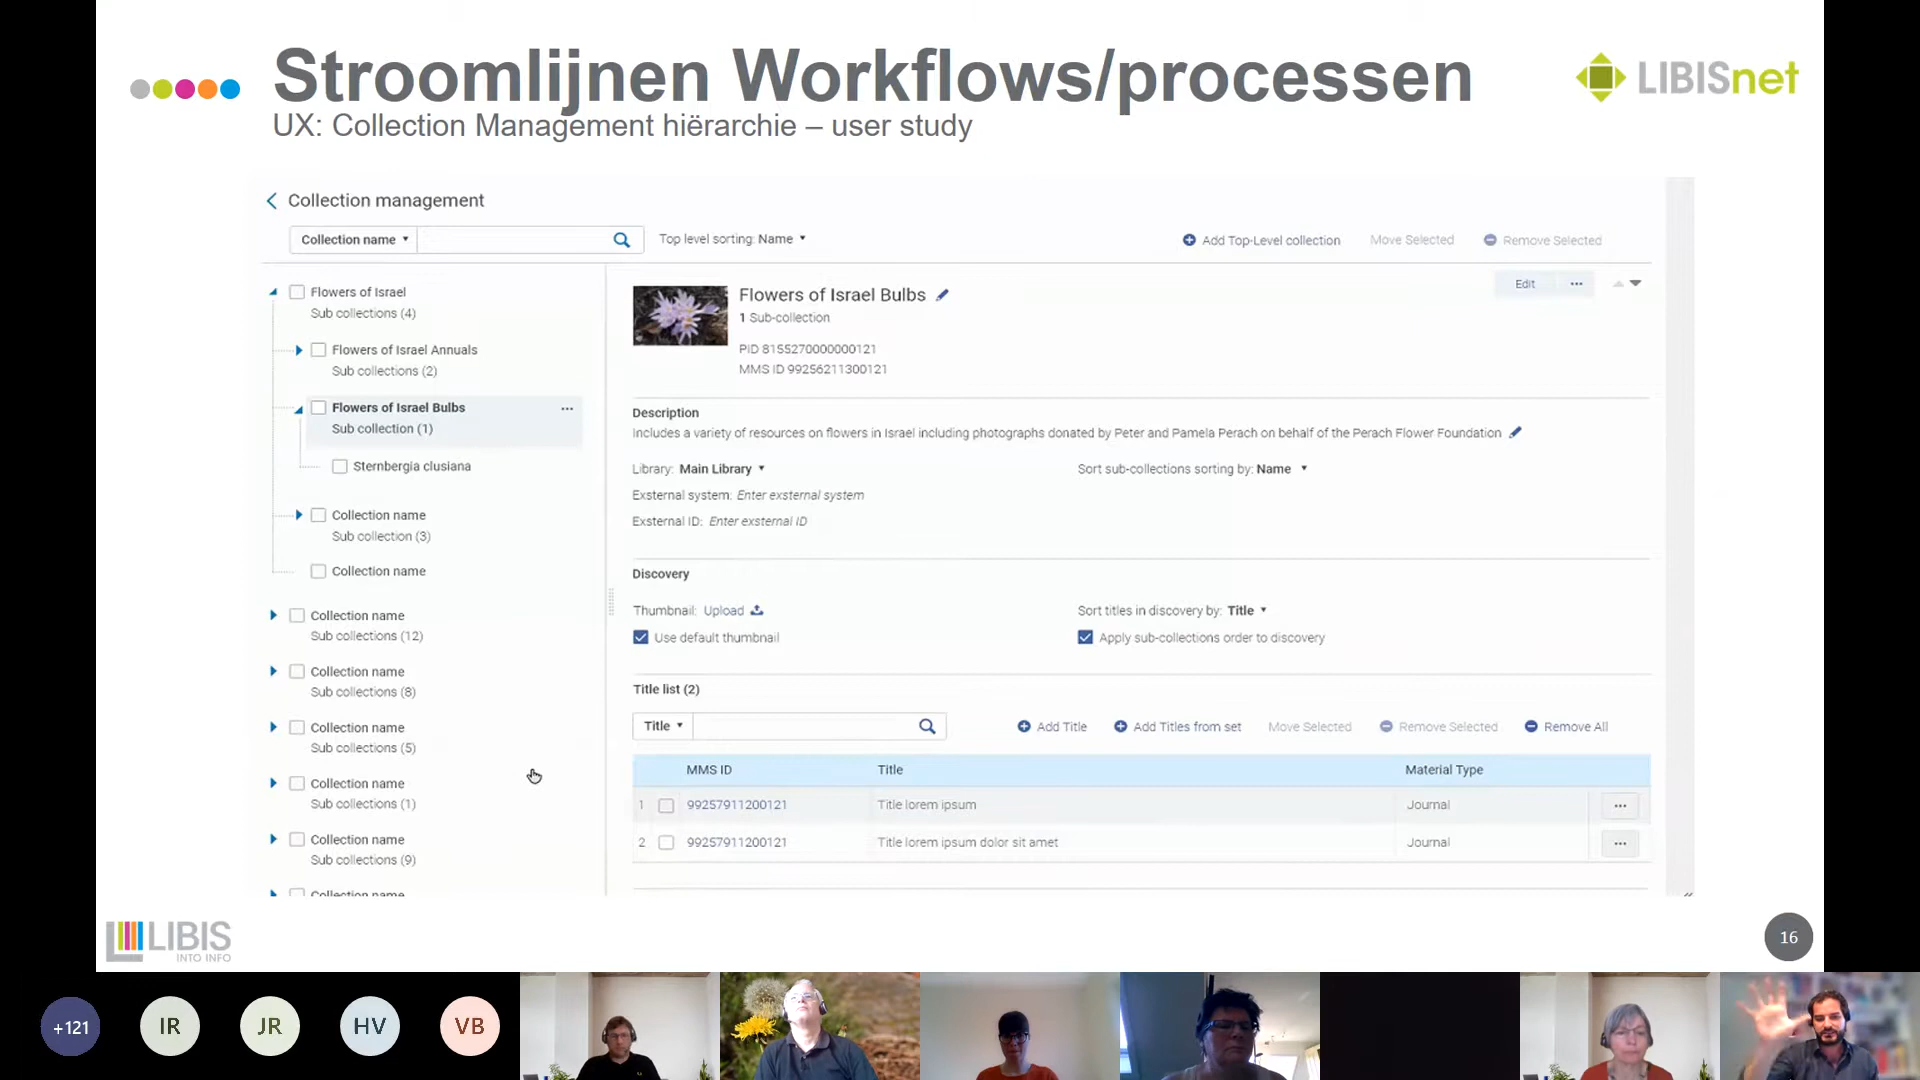 Stroomlijnen Workflows/processen
LIBISnet
UX: Collection Management hiërarchie – user study
Collection management
Collection name
Top level sorting: Name
Add Top-Level collection
Move Selected
Remove Selected
Flowers of Israel
Sub collections (4)
Flowers of Israel Annuals
Sub collections (2)
Flowers of Israel Bulbs
Sub collection (1)
Sternbergia clusiana
Collection name
Sub collection (3)
Collection name
Collection name
Sub collections (12)
Collection name
Sub collections (8)
Collection name
Sub collections (5)
Collection name
Sub collections (1)
Collection name
Sub collections (9)
Collection name
Flowers of Israel Bulbs
Edit
1 Sub-collection
PID 8155270000000121
MMS ID 99256211300121
Description
Includes a variety of resources on flowers in Israel including photographs donated by Peter and Pamela Perach on behalf of the Perach Flower Foundation
Library: Main Library
Sort sub-collections sorting by: Name
Exsternal system: Enter exsternal system
Exsternal ID: Enter exsternal ID
Discovery
Thumbnail: Upload
Sort titles in discovery by: Title
Use default thumbnail
Apply sub-collections order to discovery
Title list (2)
Title
Add Title
Add Titles from set
Move Selected
Remove Selected
Remove All
MMS ID Title Material Type
1 99257911200121 Title lorem ipsum Journal
2 99257911200121 Title lorem ipsum dolor sit amet Journal
LIBIS
INTO INFO
16
+121
IR
JR
HV
VB